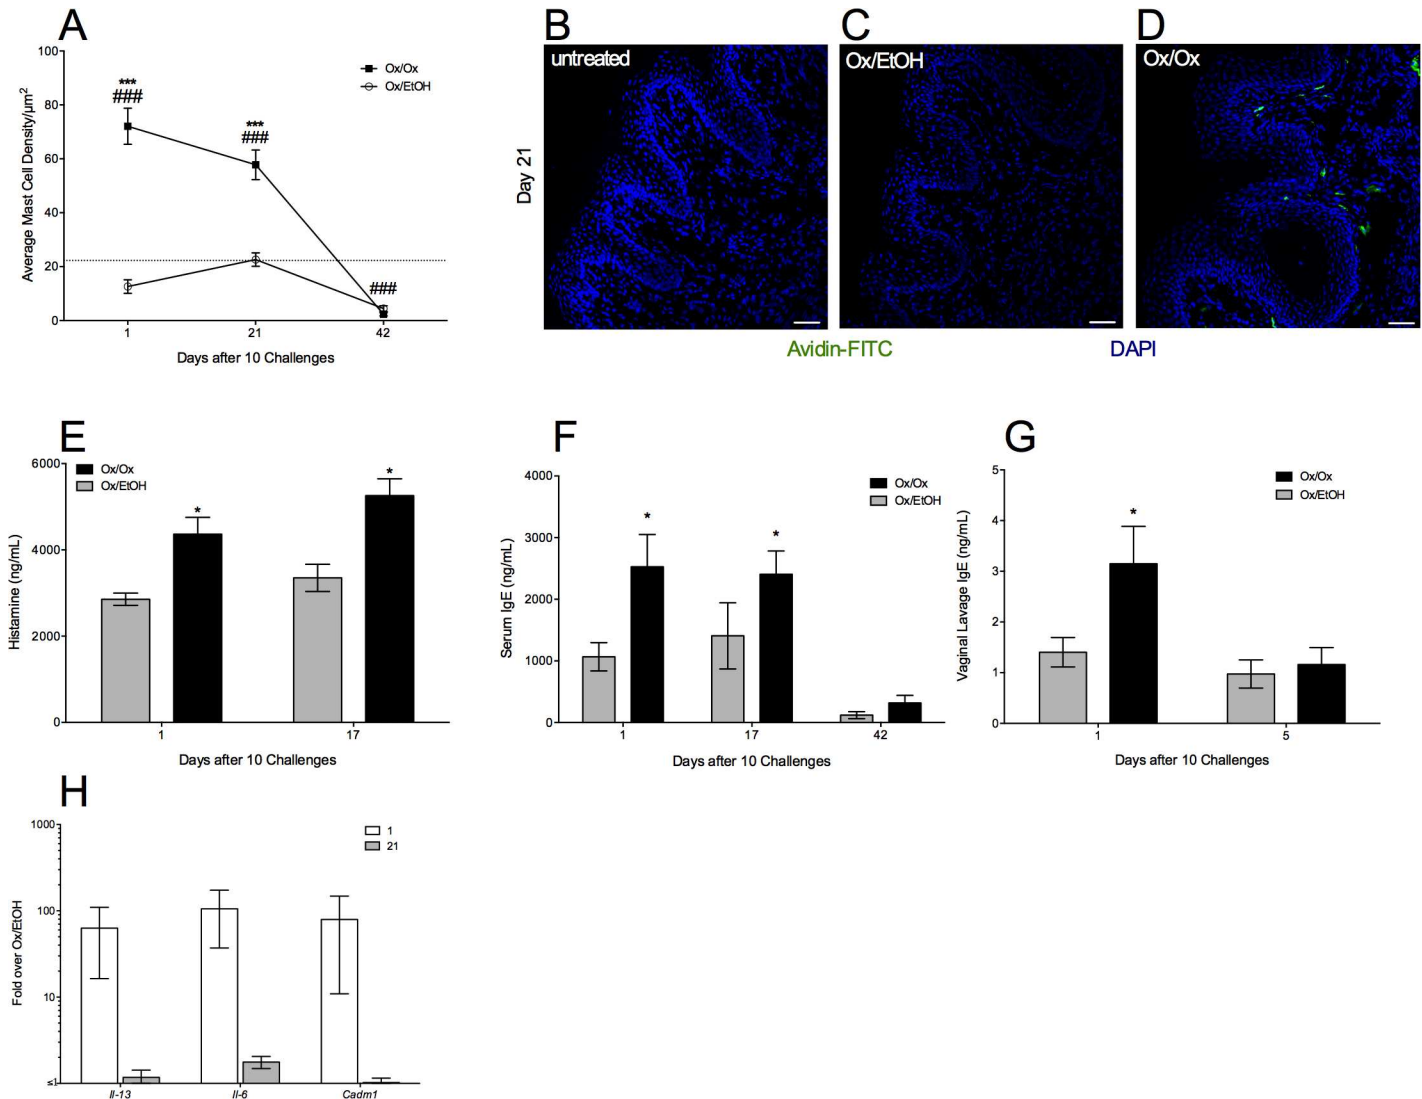 A
100
80
60
40
20
0
Average Mast Cell Density/µm²
***
###
***
###
###
Ox/Ox
Ox/EtOH
1 21 42
Days after 10 Challenges
B
untreated
C
Ox/EtOH
D
Ox/Ox
Day 21
Avidin-FITC
DAPI
E
6000
4000
2000
0
Histamine (ng/mL)
Ox/Ox
Ox/EtOH
*
*
1 17
Days after 10 Challenges
F
4000
3000
2000
1000
0
Serum IgE (ng/mL)
Ox/Ox
Ox/EtOH
*
*
1 17 42
Days after 10 Challenges
G
5
4
3
2
1
0
Vaginal Lavage IgE (ng/mL)
Ox/Ox
Ox/EtOH
*
1 5
Days after 10 Challenges
H
1000
100
10
≤1
Fold over Ox/EtOH
1
21
Il-13 Il-6 Cadm1